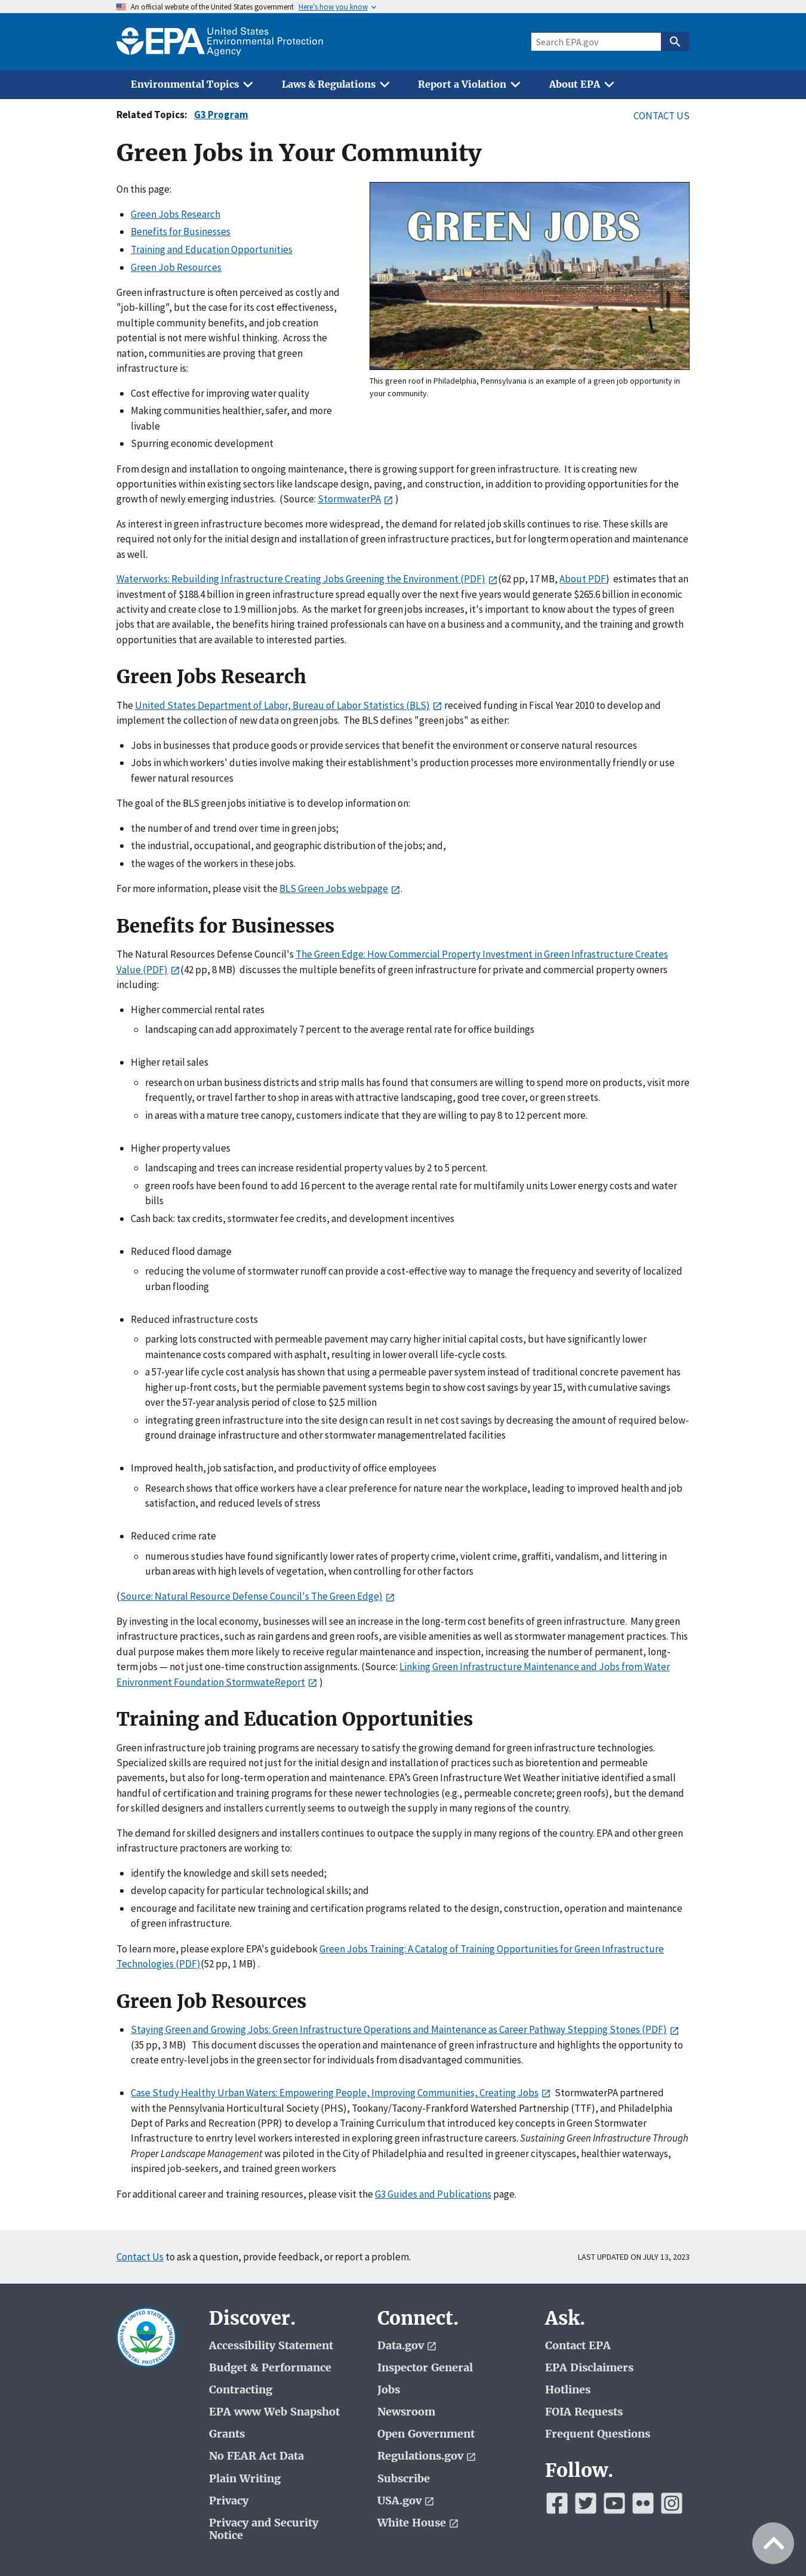 An official website of the United States government Here's how you know
EPA United States
Environmental Protection
Agency
Search EPA.gov
Environmental Topics Laws & Regulations Report a Violation About EPA
Related Topics: G3 Program
CONTACT US
Green Jobs in Your Community
On this page:
Green Jobs Research
Benefits for Businesses
Training and Education Opportunities
Green Job Resources
GREEN JOBS
This green roof in Philadelphia, Pennsylvania is an example of a green job opportunity in
your community.
Green infrastructure is often perceived as costly and
"job-killing", but the case for its cost effectiveness,
multiple community benefits, and job creation
potential is not mere wishful thinking. Across the
nation, communities are proving that green
infrastructure is:
Cost effective for improving water quality
Making communities healthier, safer, and more
livable
Spurring economic development
From design and installation to ongoing maintenance, there is growing support for green infrastructure. It is creating new
opportunities within existing sectors like landscape design, paving, and construction, in addition to providing opportunities for the
growth of newly emerging industries. (Source: StormwaterPA )
As interest in green infrastructure becomes more widespread, the demand for related job skills continues to rise. These skills are
required not only for the initial design and installation of green infrastructure practices, but for longterm operation and maintenance
as well.
Waterworks: Rebuilding Infrastructure Creating Jobs Greening the Environment (PDF) (62 pp, 17 MB, About PDF) estimates that an
investment of $188.4 billion in green infrastructure spread equally over the next five years would generate $265.6 billion in economic
activity and create close to 1.9 million jobs. As the market for green jobs increases, it's important to know about the types of green
jobs that are available, the benefits hiring trained professionals can have on a business and a community, and the training and growth
opportunities that are available to interested parties.
Green Jobs Research
The United States Department of Labor, Bureau of Labor Statistics (BLS) received funding in Fiscal Year 2010 to develop and
implement the collection of new data on green jobs. The BLS defines "green jobs" as either:
Jobs in businesses that produce goods or provide services that benefit the environment or conserve natural resources
Jobs in which workers' duties involve making their establishment's production processes more environmentally friendly or use
fewer natural resources
The goal of the BLS green jobs initiative is to develop information on:
the number of and trend over time in green jobs;
the industrial, occupational, and geographic distribution of the jobs; and,
the wages of the workers in these jobs.
For more information, please visit the BLS Green Jobs webpage .
Benefits for Businesses
The Natural Resources Defense Council's The Green Edge: How Commercial Property Investment in Green Infrastructure Creates
Value (PDF) (42 pp, 8 MB) discusses the multiple benefits of green infrastructure for private and commercial property owners
including:
Higher commercial rental rates
landscaping can add approximately 7 percent to the average rental rate for office buildings
Higher retail sales
research on urban business districts and strip malls has found that consumers are willing to spend more on products, visit more
frequently, or travel farther to shop in areas with attractive landscaping, good tree cover, or green streets.
in areas with a mature tree canopy, customers indicate that they are willing to pay 8 to 12 percent more.
Higher property values
landscaping and trees can increase residential property values by 2 to 5 percent.
green roofs have been found to add 16 percent to the average rental rate for multifamily units Lower energy costs and water
bills
Cash back: tax credits, stormwater fee credits, and development incentives
Reduced flood damage
reducing the volume of stormwater runoff can provide a cost-effective way to manage the frequency and severity of localized
urban flooding
Reduced infrastructure costs
parking lots constructed with permeable pavement may carry higher initial capital costs, but have significantly lower
maintenance costs compared with asphalt, resulting in lower overall life-cycle costs.
a 57-year life cycle cost analysis has shown that using a permeable paver system instead of traditional concrete pavement has
higher up-front costs, but the permiable pavement systems begin to show cost savings by year 15, with cumulative savings
over the 57-year analysis period of close to $2.5 million
integrating green infrastructure into the site design can result in net cost savings by decreasing the amount of required below-
ground drainage infrastructure and other stormwater managementrelated facilities
Improved health, job satisfaction, and productivity of office employees
Research shows that office workers have a clear preference for nature near the workplace, leading to improved health and job
satisfaction, and reduced levels of stress
Reduced crime rate
numerous studies have found significantly lower rates of property crime, violent crime, graffiti, vandalism, and littering in
urban areas with high levels of vegetation, when controlling for other factors
(Source: Natural Resource Defense Council's The Green Edge)
By investing in the local economy, businesses will see an increase in the long-term cost benefits of green infrastructure. Many green
infrastructure practices, such as rain gardens and green roofs, are visible amenities as well as stormwater management practices. This
dual purpose makes them more likely to receive regular maintenance and inspection, increasing the number of permanent, long-
term jobs — not just one-time construction assignments. (Source: Linking Green Infrastructure Maintenance and Jobs from Water
Enivronment Foundation StormwateReport )
Training and Education Opportunities
Green infrastructure job training programs are necessary to satisfy the growing demand for green infrastructure technologies.
Specialized skills are required not just for the initial design and installation of practices such as bioretention and permeable
pavements, but also for long-term operation and maintenance. EPA's Green Infrastructure Wet Weather initiative identified a small
handful of certification and training programs for these newer technologies (e.g., permeable concrete; green roofs), but the demand
for skilled designers and installers currently seems to outweigh the supply in many regions of the country.
The demand for skilled designers and installers continues to outpace the supply in many regions of the country. EPA and other green
infrastructure practoners are working to:
identify the knowledge and skill sets needed;
develop capacity for particular technological skills; and
encourage and facilitate new training and certification programs related to the design, construction, operation and maintenance
of green infrastructure.
To learn more, please explore EPA's guidebook Green Jobs Training: A Catalog of Training Opportunities for Green Infrastructure
Technologies (PDF)(52 pp, 1 MB) .
Green Job Resources
Staying Green and Growing Jobs: Green Infrastructure Operations and Maintenance as Career Pathway Stepping Stones (PDF)
(35 pp, 3 MB) This document discusses the operation and maintenance of green infrastructure and highlights the opportunity to
create entry-level jobs in the green sector for individuals from disadvantaged communities.
Case Study Healthy Urban Waters: Empowering People, Improving Communities, Creating Jobs StormwaterPA partnered
with the Pennsylvania Horticultural Society (PHS), Tookany/Tacony-Frankford Watershed Partnership (TTF), and Philadelphia
Dept of Parks and Recreation (PPR) to develop a Training Curriculum that introduced key concepts in Green Stormwater
Infrastructure to entrry level workers interested in exploring green infrastructure careers. Sustaining Green Infrastructure Through
Proper Landscape Management was piloted in the City of Philadelphia and resulted in greener cityscapes, healthier waterways,
inspired job-seekers, and trained green workers
For additional career and training resources, please visit the G3 Guides and Publications page.
Contact Us to ask a question, provide feedback, or report a problem.
LAST UPDATED ON JULY 13, 2023
UNITED STATES ENVIRONMENTAL PROTECTION
Discover.
Accessibility Statement
Budget & Performance
Contracting
EPA www Web Snapshot
Grants
No FEAR Act Data
Plain Writing
Privacy
Privacy and Security
Notice
Connect.
Data.gov
Inspector General
Jobs
Newsroom
Open Government
Regulations.gov
Subscribe
USA.gov
White House
Ask.
Contact EPA
EPA Disclaimers
Hotlines
FOIA Requests
Frequent Questions
Follow.